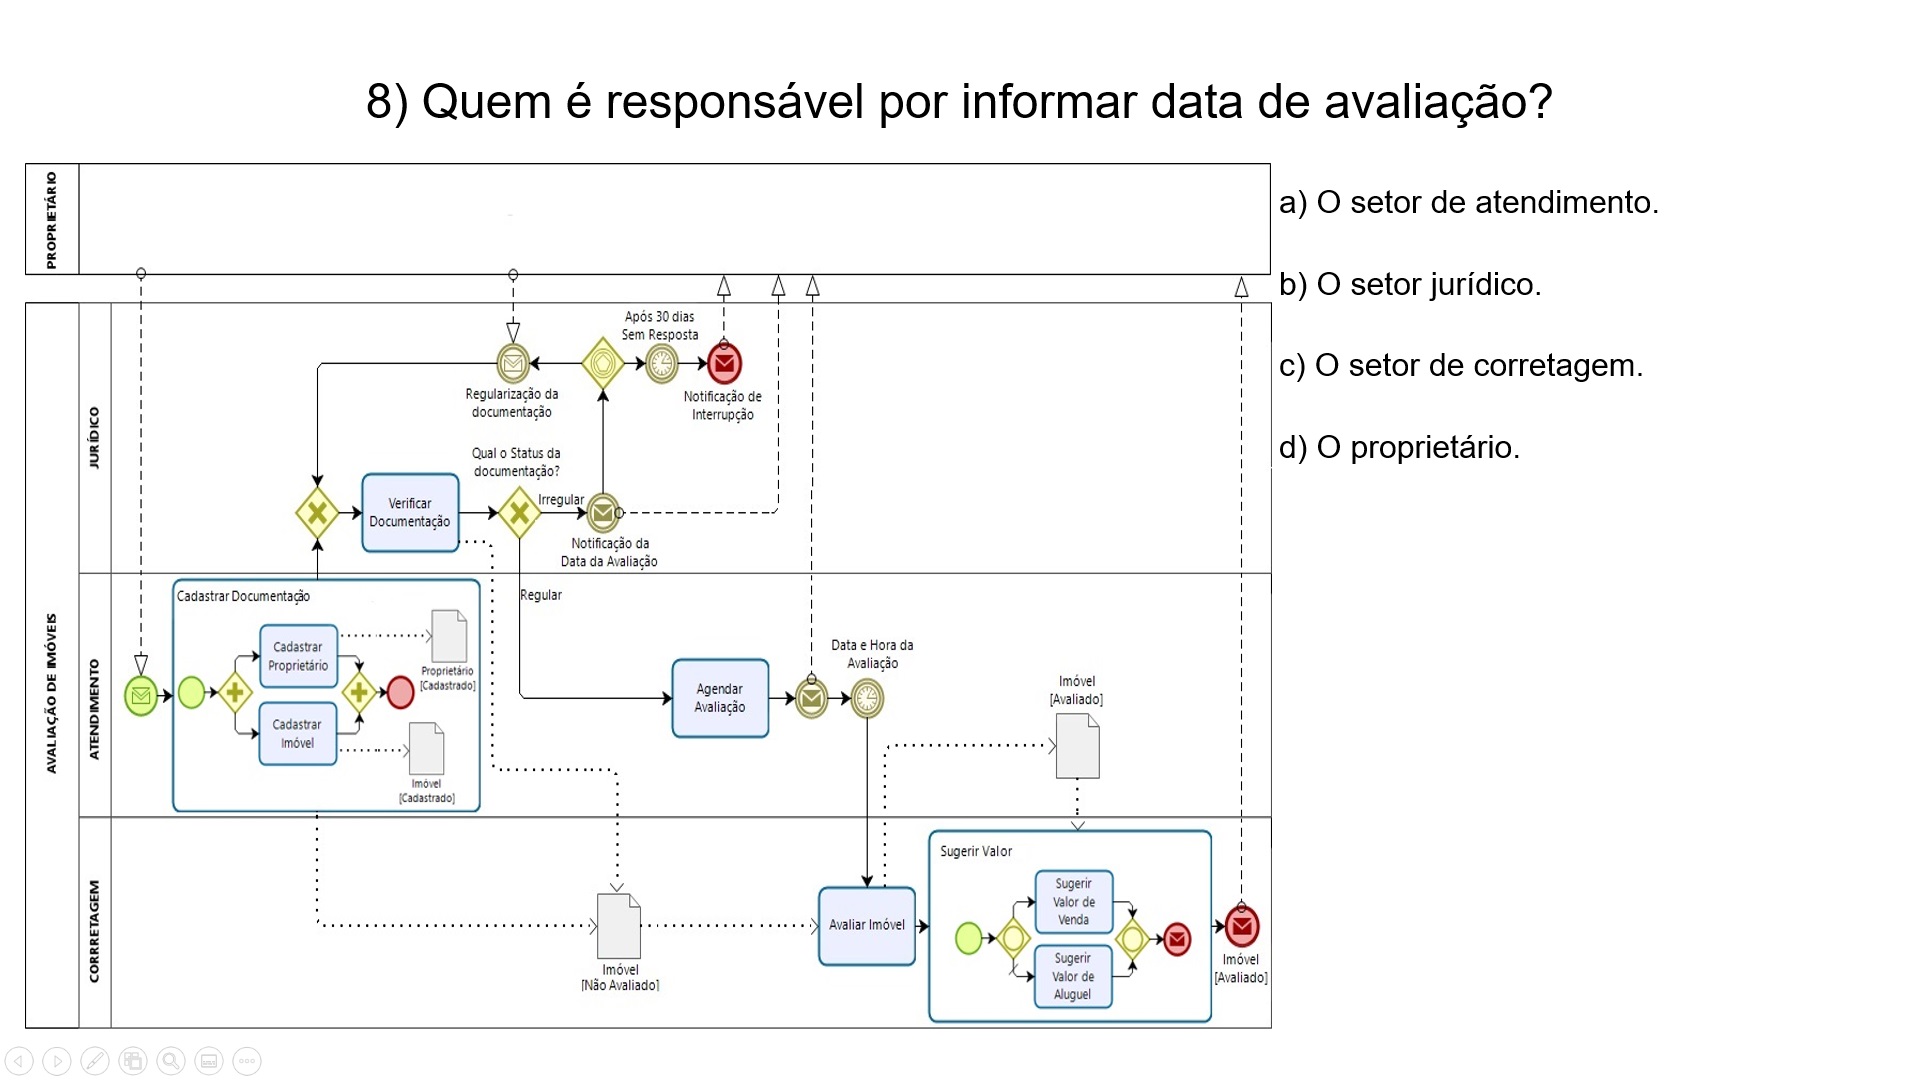 8) Quem é responsável por informar data de avaliação?
PROPRIETÁRIO
a) O setor de atendimento.
b) O setor jurídico.
c) O setor de corretagem.
d) O proprietário.
AVALIAÇÃO DE IMÓVEIS
JURÍDICO
Após 30 dias
Sem Resposta
Regularização da
documentação
Notificação de
Interrupção
Qual o Status da
documentação?
Verificar
Documentação
Irregular
Notificação da
Data da Avaliação
Regular
ATENDIMENTO
Cadastrar Documentação
Cadastrar
Proprietário
Proprietário
[Cadastrado]
Cadastrar
Imóvel
Imóvel
[Cadastrado]
Agendar
Avaliação
Data e Hora da
Avaliação
Imóvel
[Avaliado]
CORRETAGEM
Imóvel
[Não Avaliado]
Avaliar Imóvel
Sugerir Valor
Sugerir
Valor de
Venda
Sugerir
Valor de
Aluguel
Imóvel
[Avaliado]